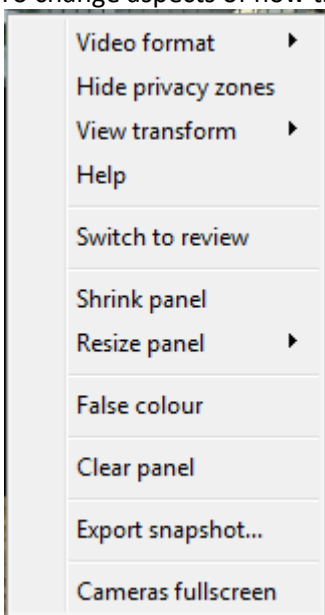 Video format
Hide privacy zones
View transform
Help
Switch to review
Shrink panel
Resize panel
False colour
Clear panel
Export snapshot...
Cameras fullscreen